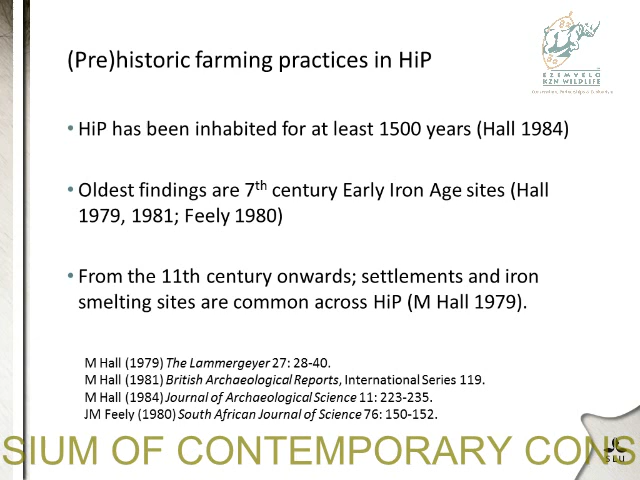 (Pre)historic farming practices in HiP
EZEMVELO
KZN WILDLIFE
• HiP has been inhabited for at least 1500 years (Hall 1984)
• Oldest findings are 7th century Early Iron Age sites (Hall
1979, 1981; Feely 1980)
• From the 11th century onwards; settlements and iron
smelting sites are common across HiP (M Hall 1979).
M Hall (1979) The Lammergeyer 27: 28-40.
M Hall (1981) British Archaeological Reports, International Series 119.
M Hall (1984) Journal of Archaeological Science 11: 223-235.
JM Feely (1980) South African Journal of Science 76: 150-152.
SIUM OF CONTEMPORARY CONS
SLU